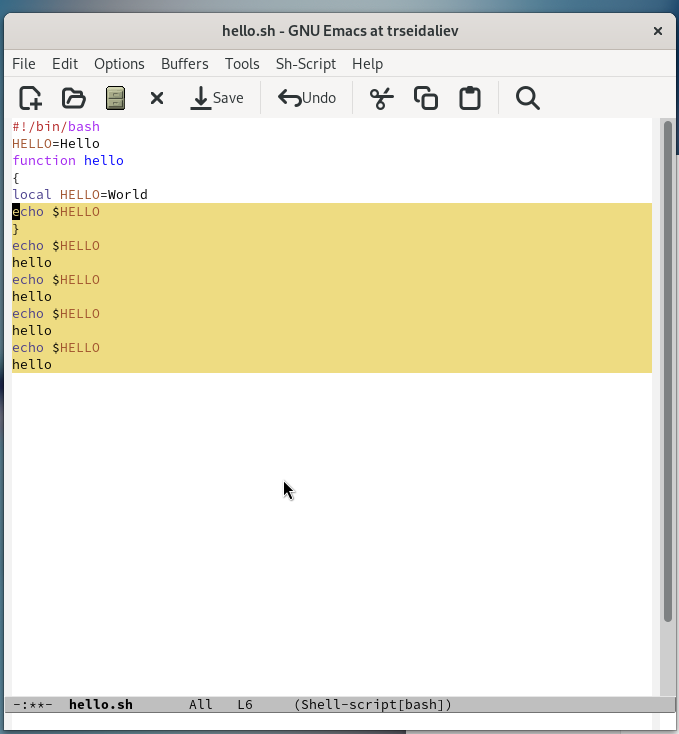 hello.sh - GNU Emacs at trseidaliev
File Edit Options Buffers Tools Sh-Script Help
Save Undo
#!/bin/bash
HELLO=Hello
function hello
{
local HELLO=World
echo $HELLO
}
echo $HELLO
hello
echo $HELLO
hello
echo $HELLO
hello
echo $HELLO
hello
-:**- hello.sh All L6 (Shell-script[bash])